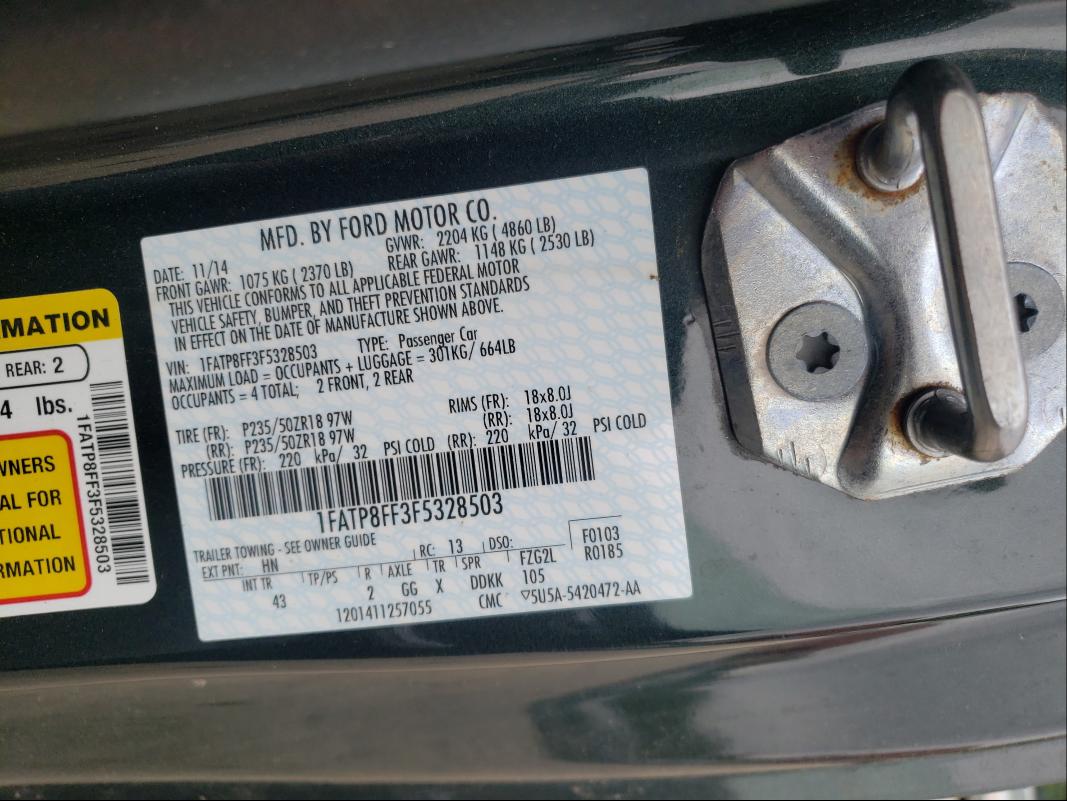 MFD. BY FORD MOTOR CO.
DATE: 11/14 GVWR: 2204 KG ( 4860 LB)
FRONT GAWR: 1075 KG ( 2370 LB) REAR GAWR: 1148 KG ( 2530 LB)
THIS VEHICLE CONFORMS TO ALL APPLICABLE FEDERAL MOTOR
VEHICLE SAFETY, BUMPER, AND THEFT PREVENTION STANDARDS
IN EFFECT ON THE DATE OF MANUFACTURE SHOWN ABOVE.
VIN: 1FATP8FF3F5328503 TYPE: Passenger Car
MAXIMUM LOAD = OCCUPANTS + LUGGAGE = 301KG/ 664LB
OCCUPANTS = 4 TOTAL; 2 FRONT, 2 REAR
TIRE (FR): P235/50ZR18 97W RIMS (FR): 18x8.0J
(RR): P235/50ZR18 97W (RR): 18x8.0J
PRESSURE (FR): 220 kPa/ 32 PSI COLD (RR): 220 kPa/ 32 PSI COLD
1FATP8FF3F5328503
TRAILER TOWING - SEE OWNER GUIDE
EXT PNT: HN RC: 13 DSO: F0103
R0185
INT TR TP/PS R AXLE TR SPR FZG2L
43 2 GG X DDKK 105
1201411257055 CMC ▽5U5A-5420472-AA
RMATION
REAR: 2
4 lbs.
WNERS
AL FOR
TIONAL
RMATION
1FATP8FF3F5328503